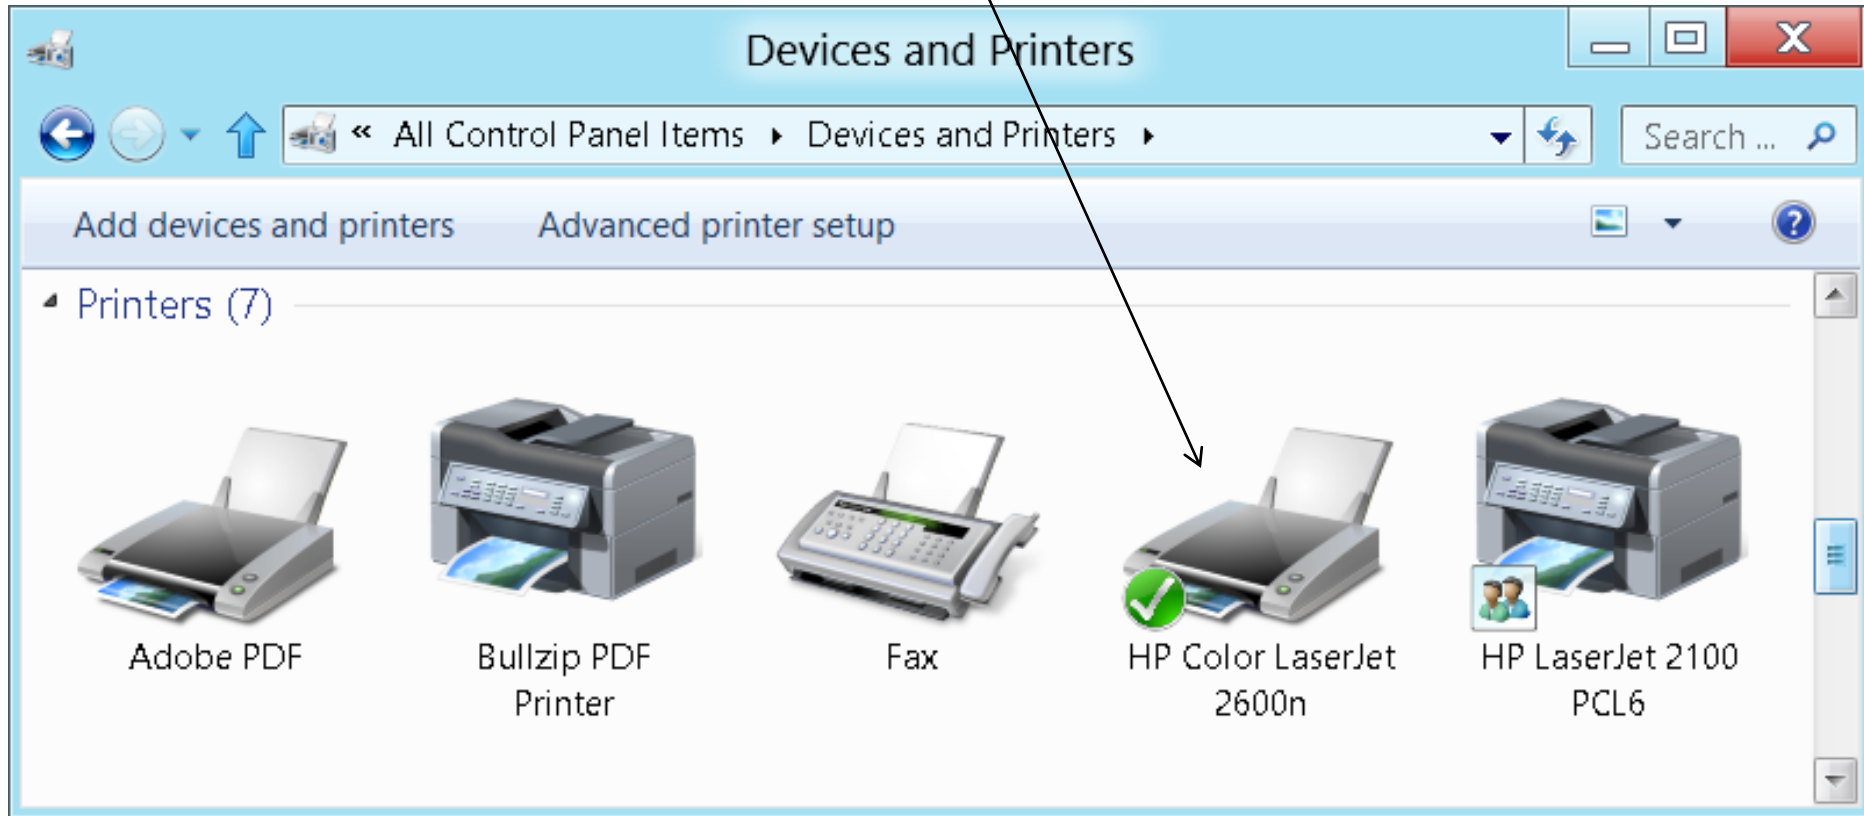 Devices and Printers
« All Control Panel Items ▸ Devices and Printers ▸
Search ...
Add devices and printers Advanced printer setup
Printers (7)
Adobe PDF
Bullzip PDF
Printer
Fax
HP Color LaserJet
2600n
HP LaserJet 2100
PCL6